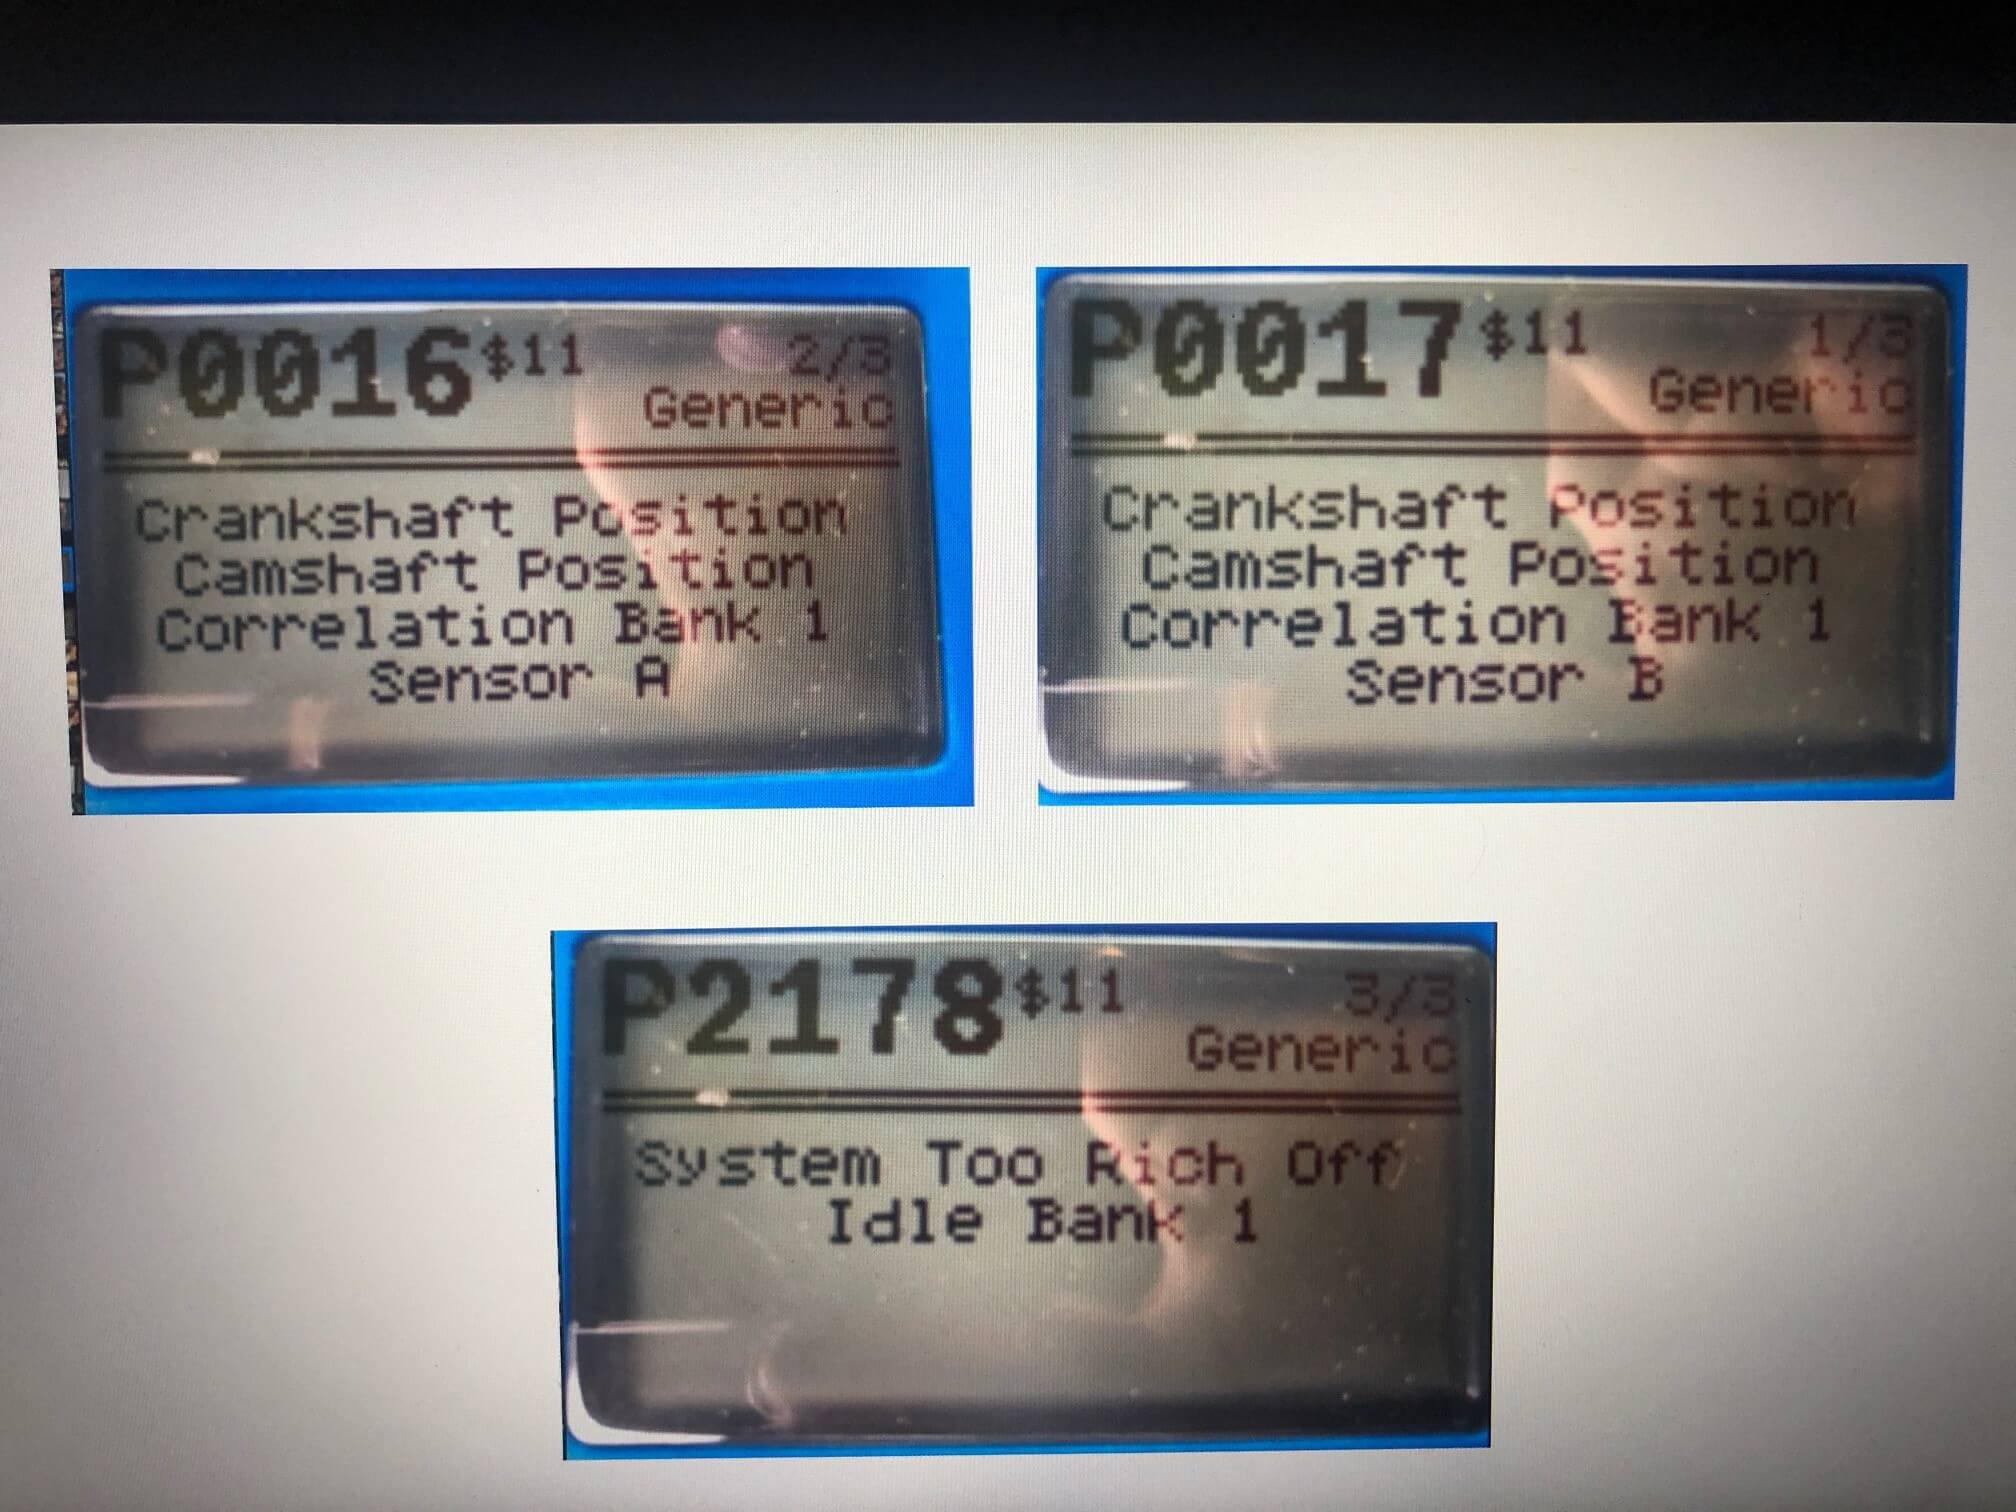 P0016 $11 2/3
Generic
Crankshaft Position
Camshaft Position
Correlation Bank 1
Sensor A
P0017 $11 1/3
Generic
Crankshaft Position
Camshaft Position
Correlation Bank 1
Sensor B
P2178 $11 3/3
Generic
System Too Rich Off
Idle Bank 1